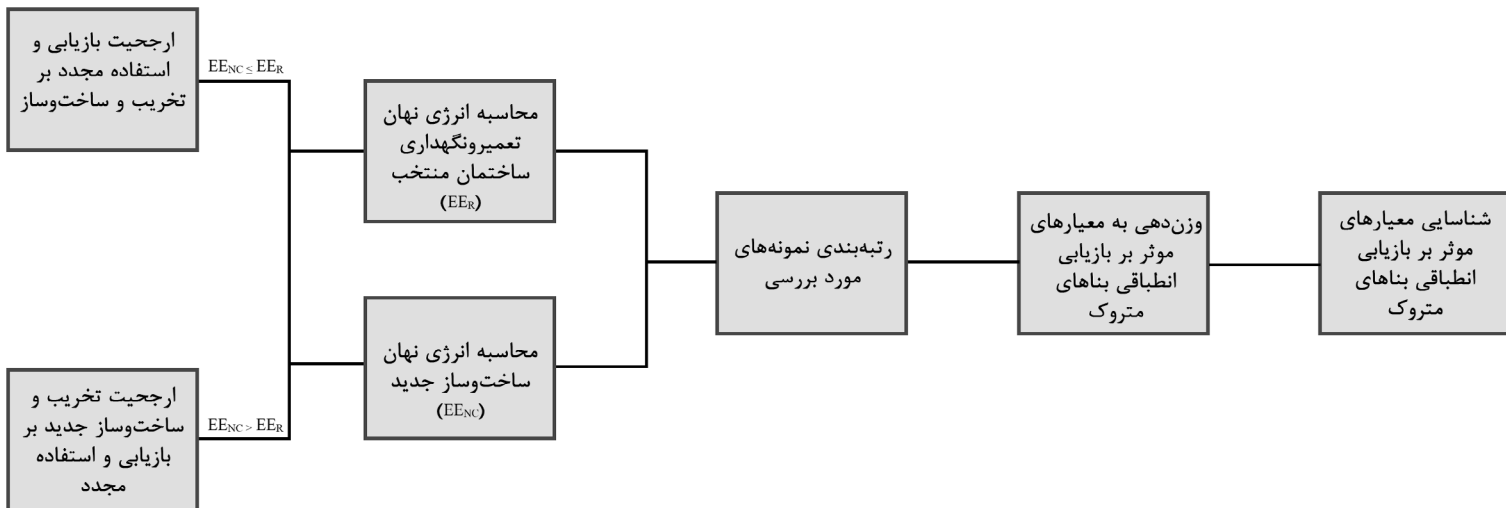 شناسایی معیارهای
موثر بر بازیابی
انطباقی بناهای
متروک
وزن‌دهی به معیارهای
موثر بر بازیابی
انطباقی بناهای
متروک
رتبه‌بندی نمونه‌های
مورد بررسی
محاسبه انرژی نهان
تعمیرونگهداری
ساختمان منتخب
(EER)
محاسبه انرژی نهان
ساخت‌وساز جدید
(EENC)
EENC ≤ EER
ارجحیت بازیابی و
استفاده مجدد بر
تخریب و ساخت‌وساز
EENC > EER
ارجحیت تخریب و
ساخت‌وساز جدید بر
بازیابی و استفاده
مجدد